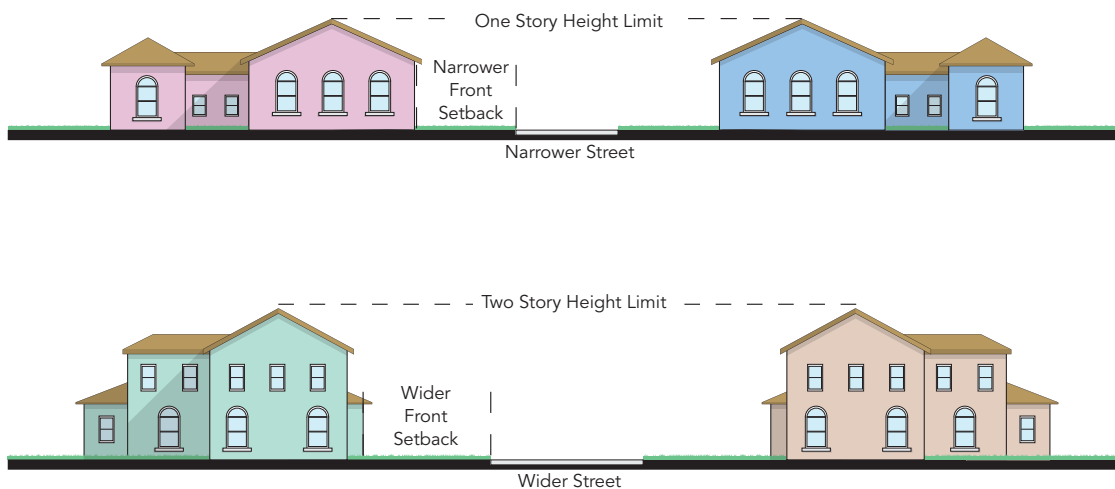 One Story Height Limit
Narrower
Front
Setback
Narrower Street
Two Story Height Limit
Wider
Front
Setback
Wider Street